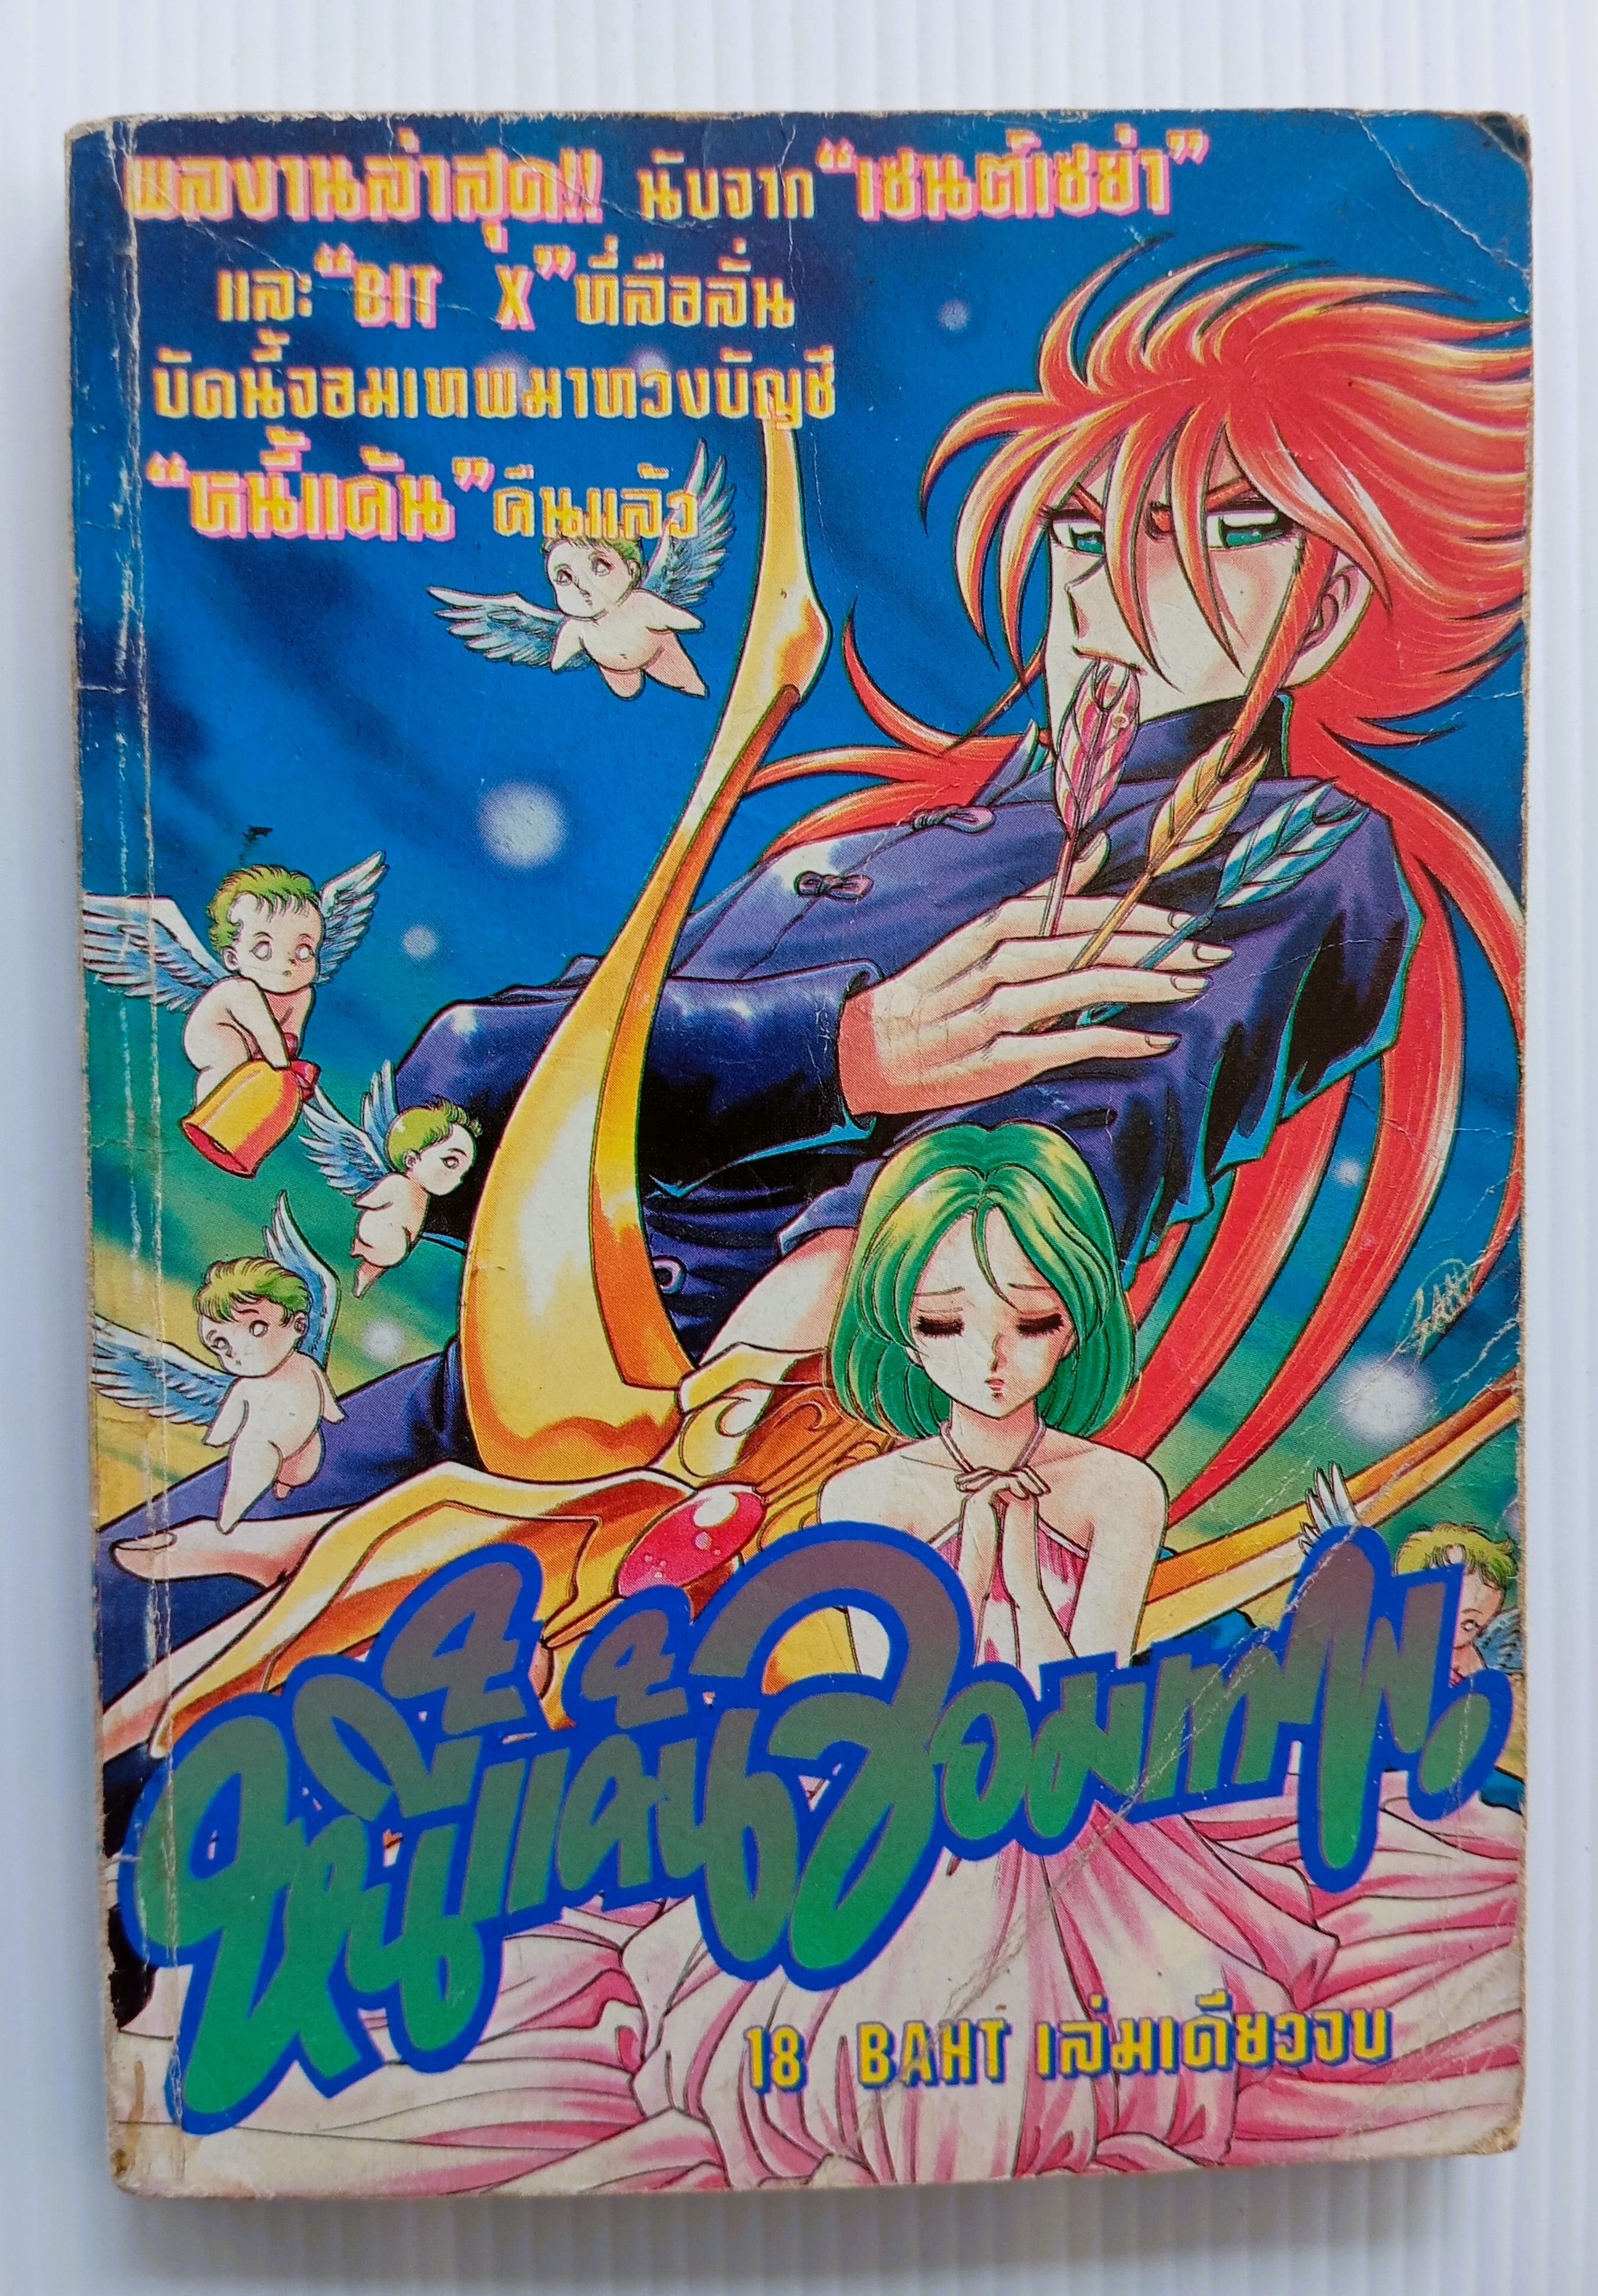 ผลงานล่าสุด!! นับจาก “เซนต์เซย่า”
และ “BIT X” ที่ลือลั่น
บัดนี้จอมเทพมาทวงบัญชี
“หนี้แค้น” คืนแล้ว
หนี้แค้นจอมเทพ
18 BAHT เล่มเดียวจบ